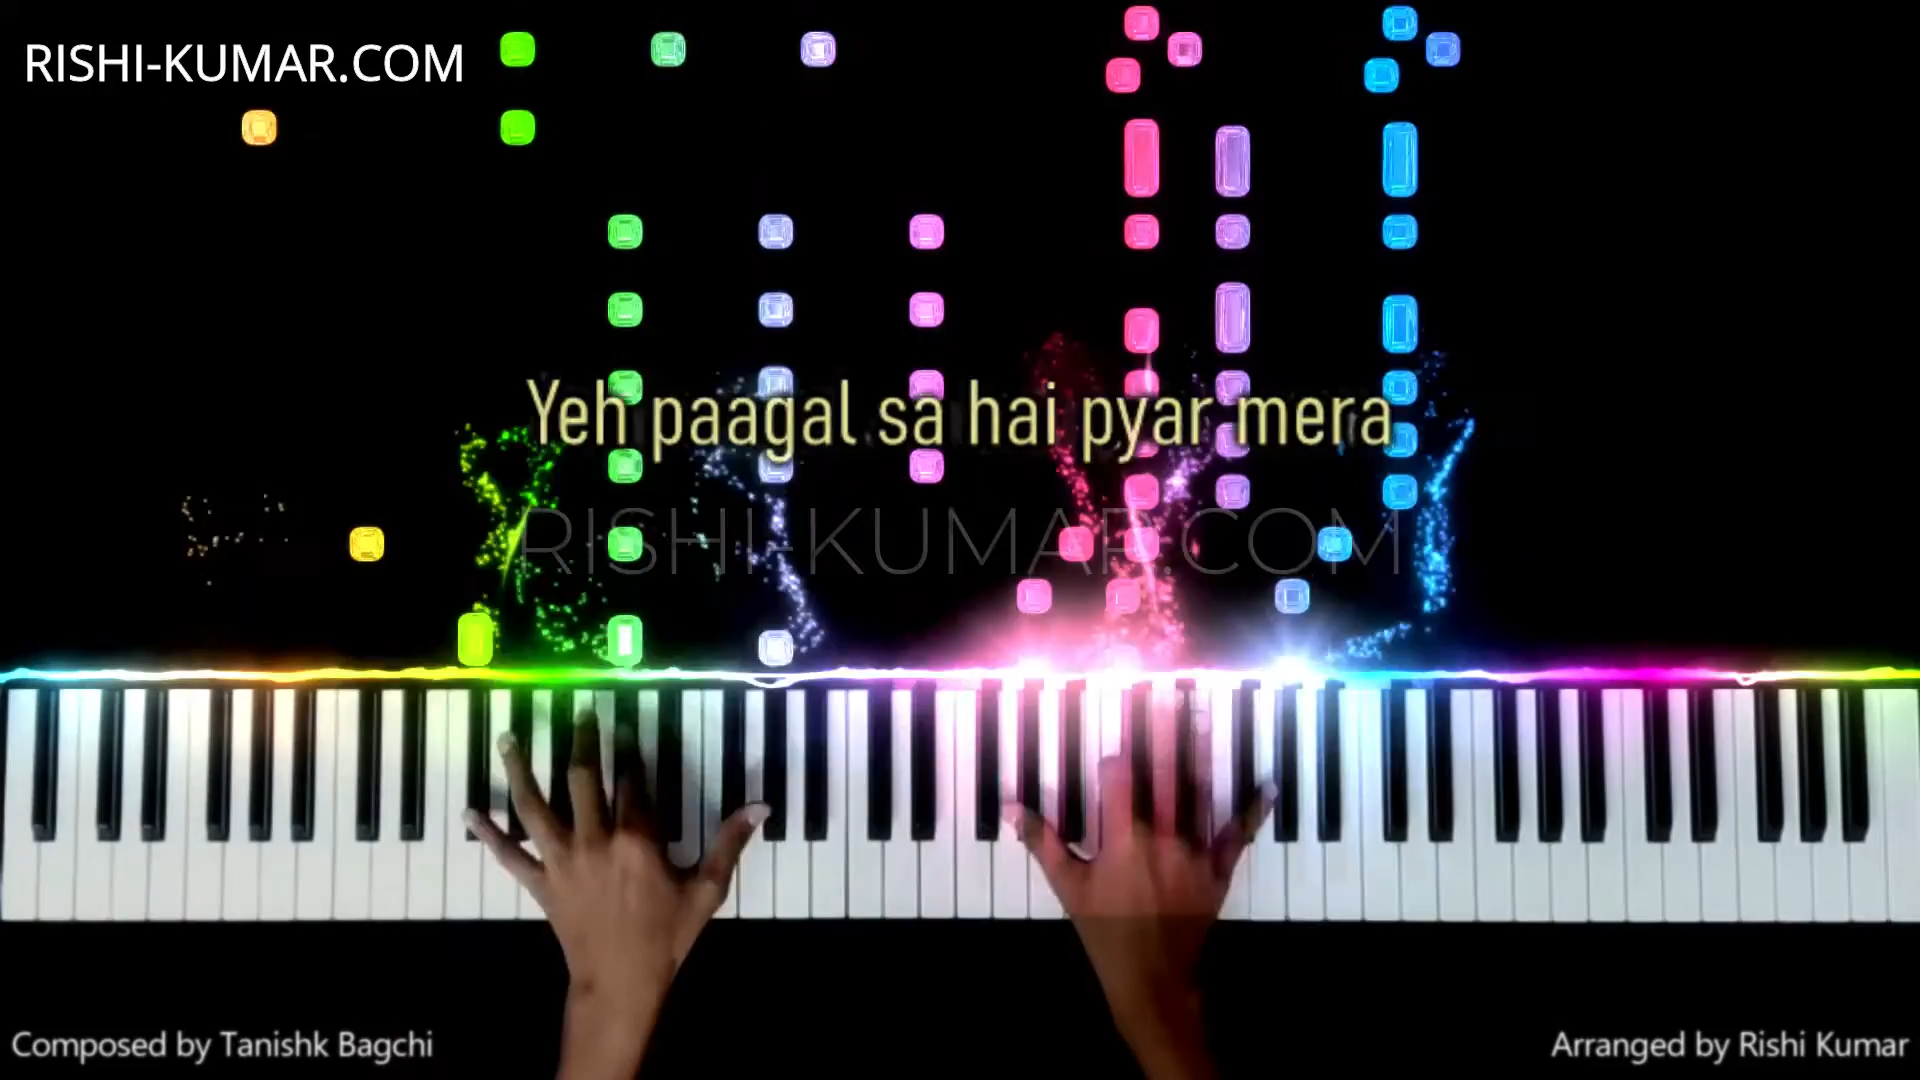 RISHI-KUMAR.COM
Yeh paagal sa hai pyar mera
RISHI-KUMAR.COM
Composed by Tanishk Bagchi
Arranged by Rishi Kumar